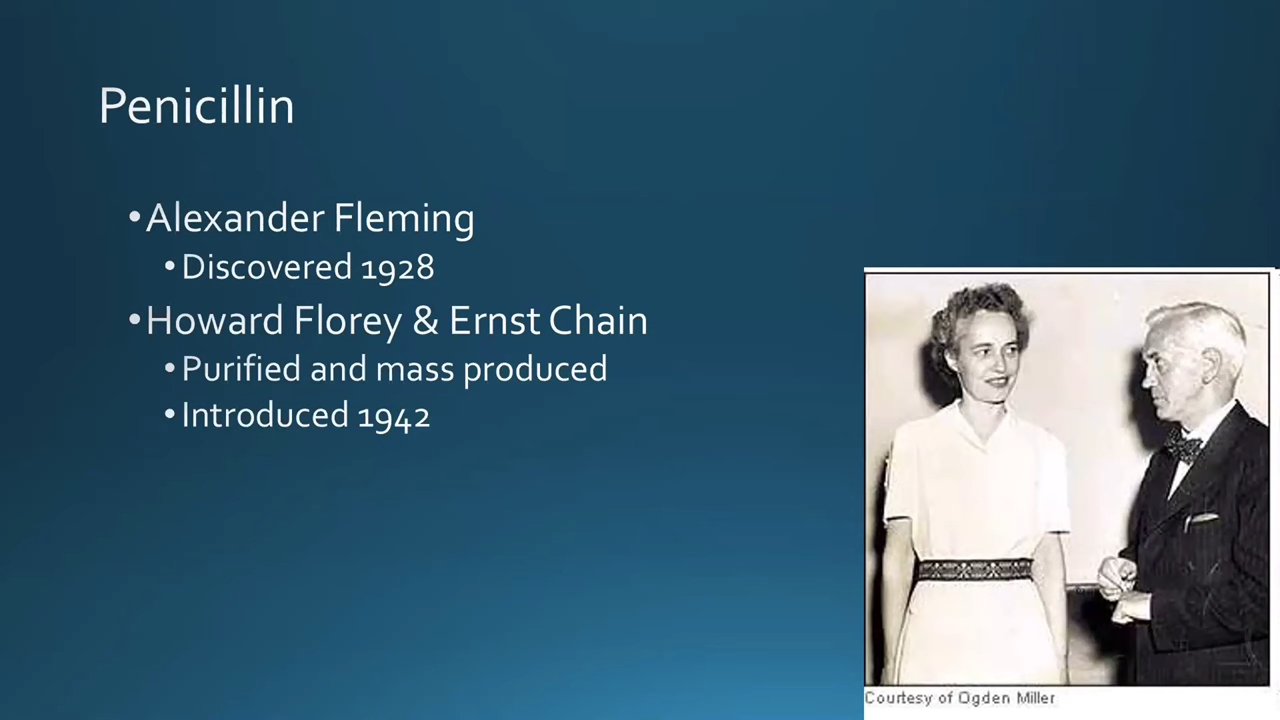 Penicillin
•Alexander Fleming
•Discovered 1928
•Howard Florey & Ernst Chain
•Purified and mass produced
•Introduced 1942
Courtesy of Ogden Miller